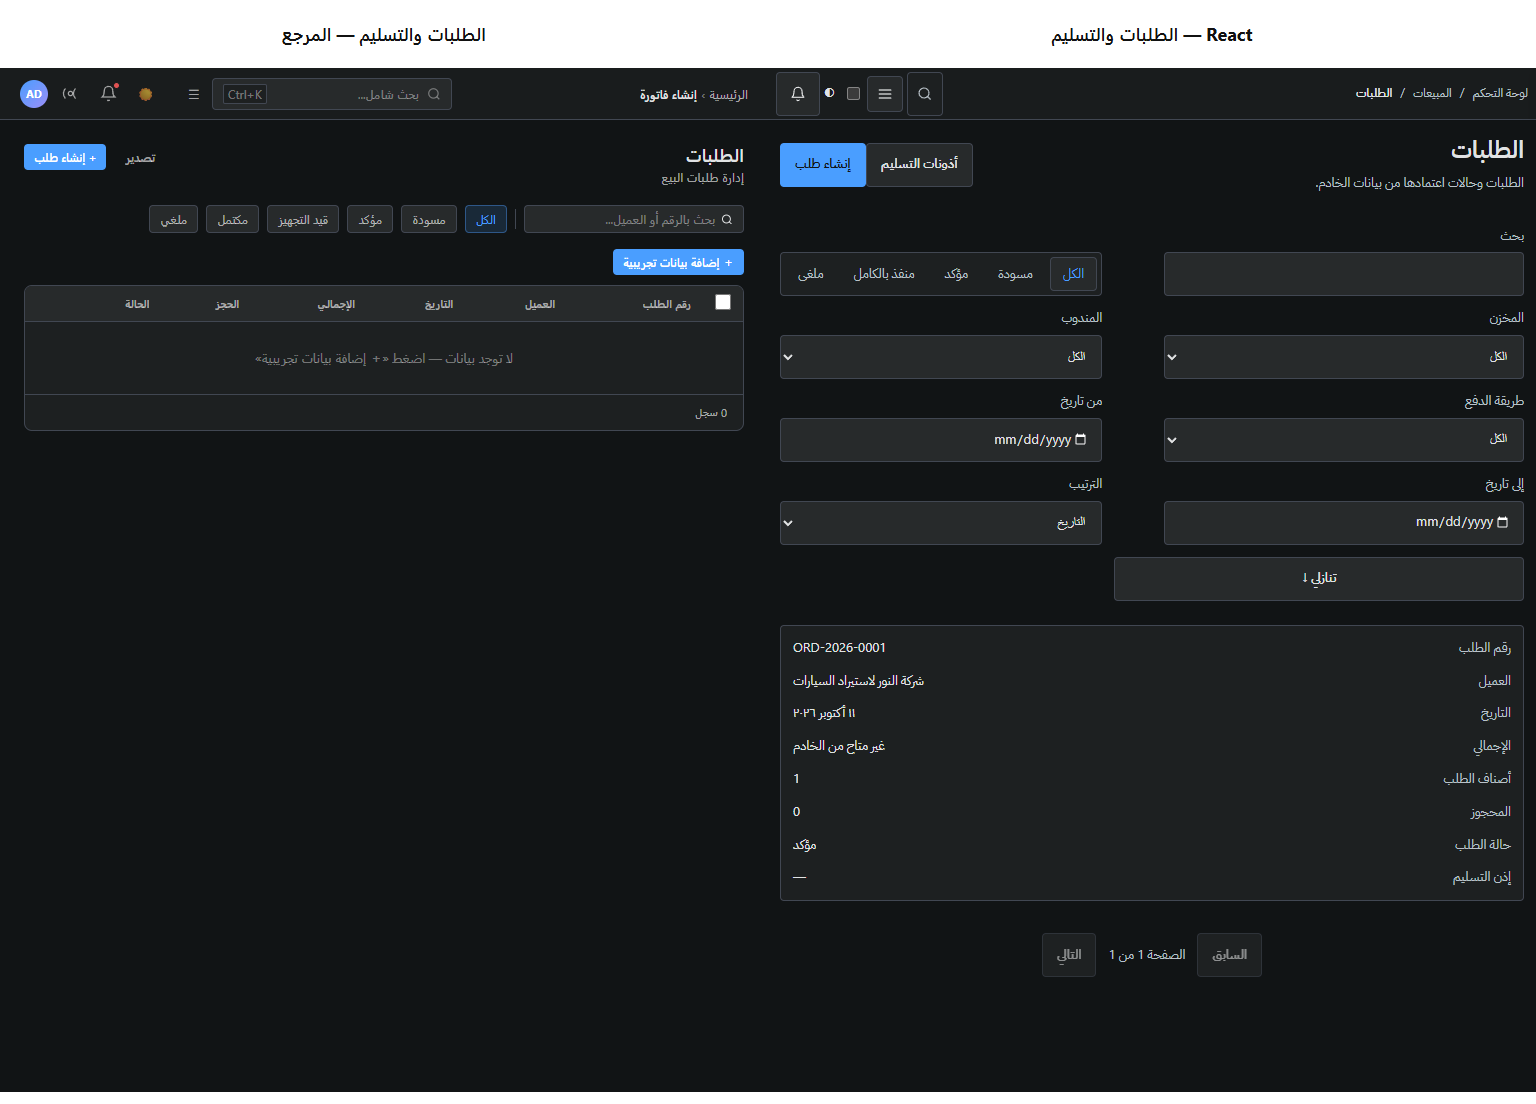 React — الطلبات والتسليم
لوحة التحكم / المبيعات / الطلبات
الطلبات
الطلبات وحالات اعتمادها من بيانات الخادم.
أذونات التسليم
إنشاء طلب
بحث
الكل
مسودة
مؤكد
منفذ بالكامل
ملغى
المخزن
الكل
المندوب
الكل
طريقة الدفع
الكل
من تاريخ
mm/dd/yyyy
إلى تاريخ
mm/dd/yyyy
الترتيب
التاريخ
تنازلي ↓
رقم الطلب ORD-2026-0001
العميل شركة النور لاستيراد السيارات
التاريخ ١١ أكتوبر ٢٠٢٦
الإجمالي غير متاح من الخادم
أصناف الطلب 1
المحجوز 0
حالة الطلب مؤكد
إذن التسليم —
السابق
الصفحة 1 من 1
التالي
الطلبات والتسليم — المرجع
الرئيسية › إنشاء فاتورة
بحث شامل...
Ctrl+K
AD
الطلبات
إدارة طلبات البيع
تصدير
+ إنشاء طلب
بحث بالرقم أو العميل...
الكل
مسودة
مؤكد
قيد التجهيز
مكتمل
ملغي
+ إضافة بيانات تجريبية
رقم الطلب العميل التاريخ الإجمالي الحجز الحالة
لا توجد بيانات — اضغط «+ إضافة بيانات تجريبية»
0 سجل